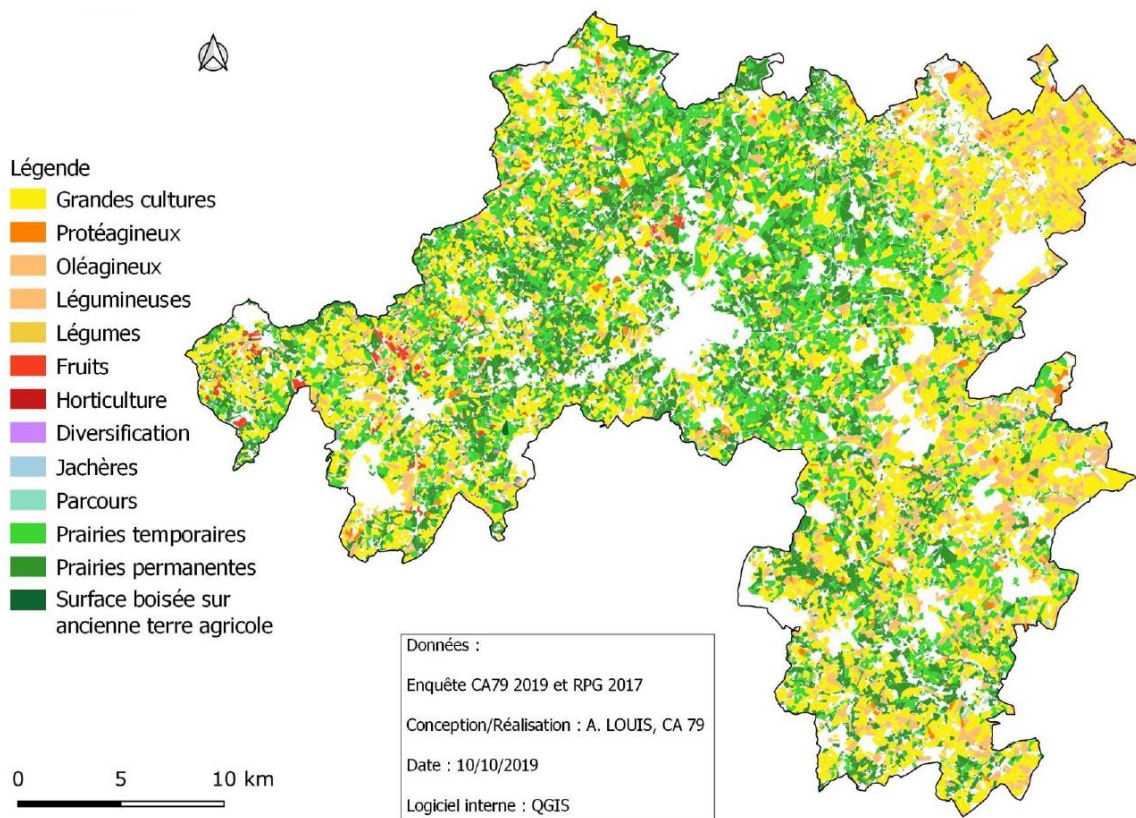 Légende
Grandes cultures
Protéagineux
Oléagineux
Légumineuses
Légumes
Fruits
Horticulture
Diversification
Jachères
Parcours
Prairies temporaires
Prairies permanentes
Surface boisée sur
ancienne terre agricole
0 5 10 km
Données :
Enquête CA79 2019 et RPG 2017
Conception/Réalisation : A. LOUIS, CA 79
Date : 10/10/2019
Logiciel interne : QGIS